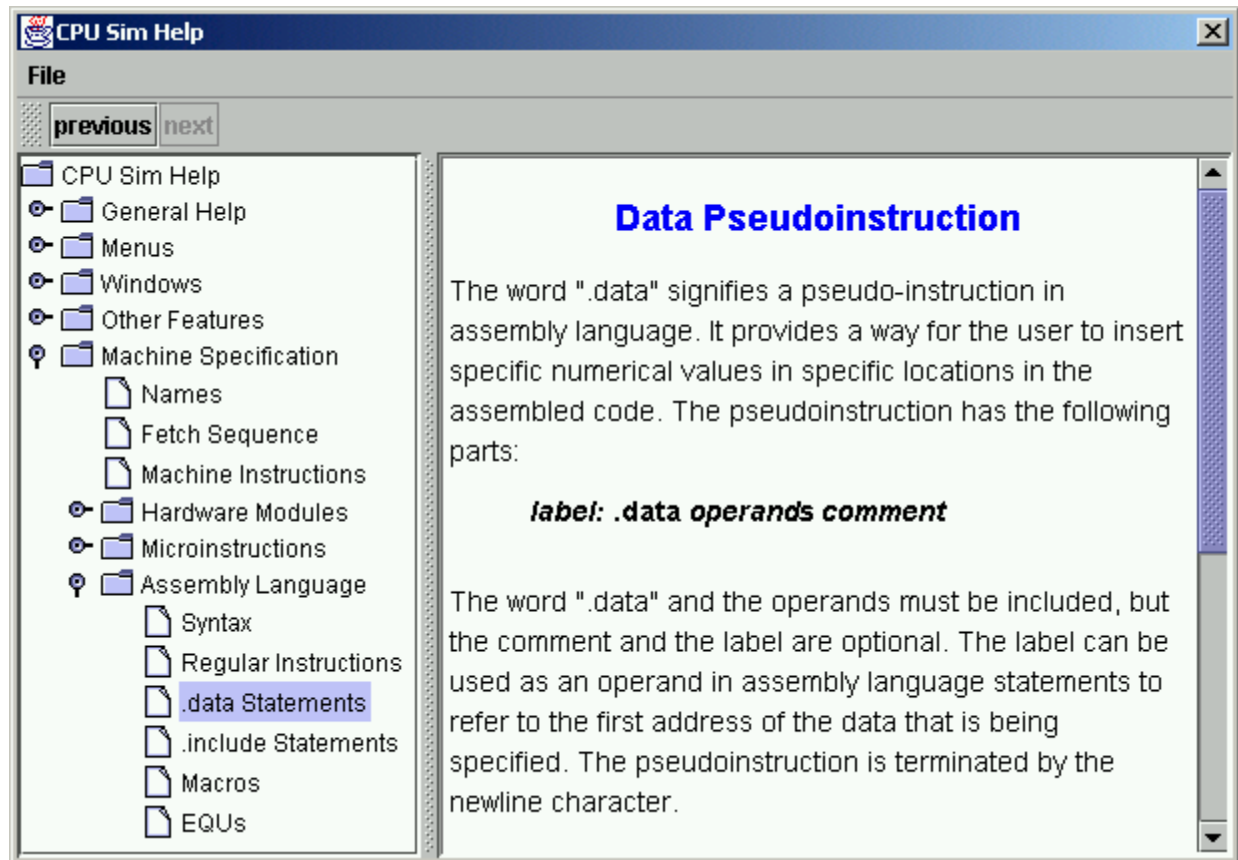 CPU Sim Help
File
previous next
CPU Sim Help
General Help
Menus
Windows
Other Features
Machine Specification
Names
Fetch Sequence
Machine Instructions
Hardware Modules
Microinstructions
Assembly Language
Syntax
Regular Instructions
.data Statements
.include Statements
Macros
EQUs
Data Pseudoinstruction
The word ".data" signifies a pseudo-instruction in
assembly language. It provides a way for the user to insert
specific numerical values in specific locations in the
assembled code. The pseudoinstruction has the following
parts:
label: .data operands comment
The word ".data" and the operands must be included, but
the comment and the label are optional. The label can be
used as an operand in assembly language statements to
refer to the first address of the data that is being
specified. The pseudoinstruction is terminated by the
newline character.